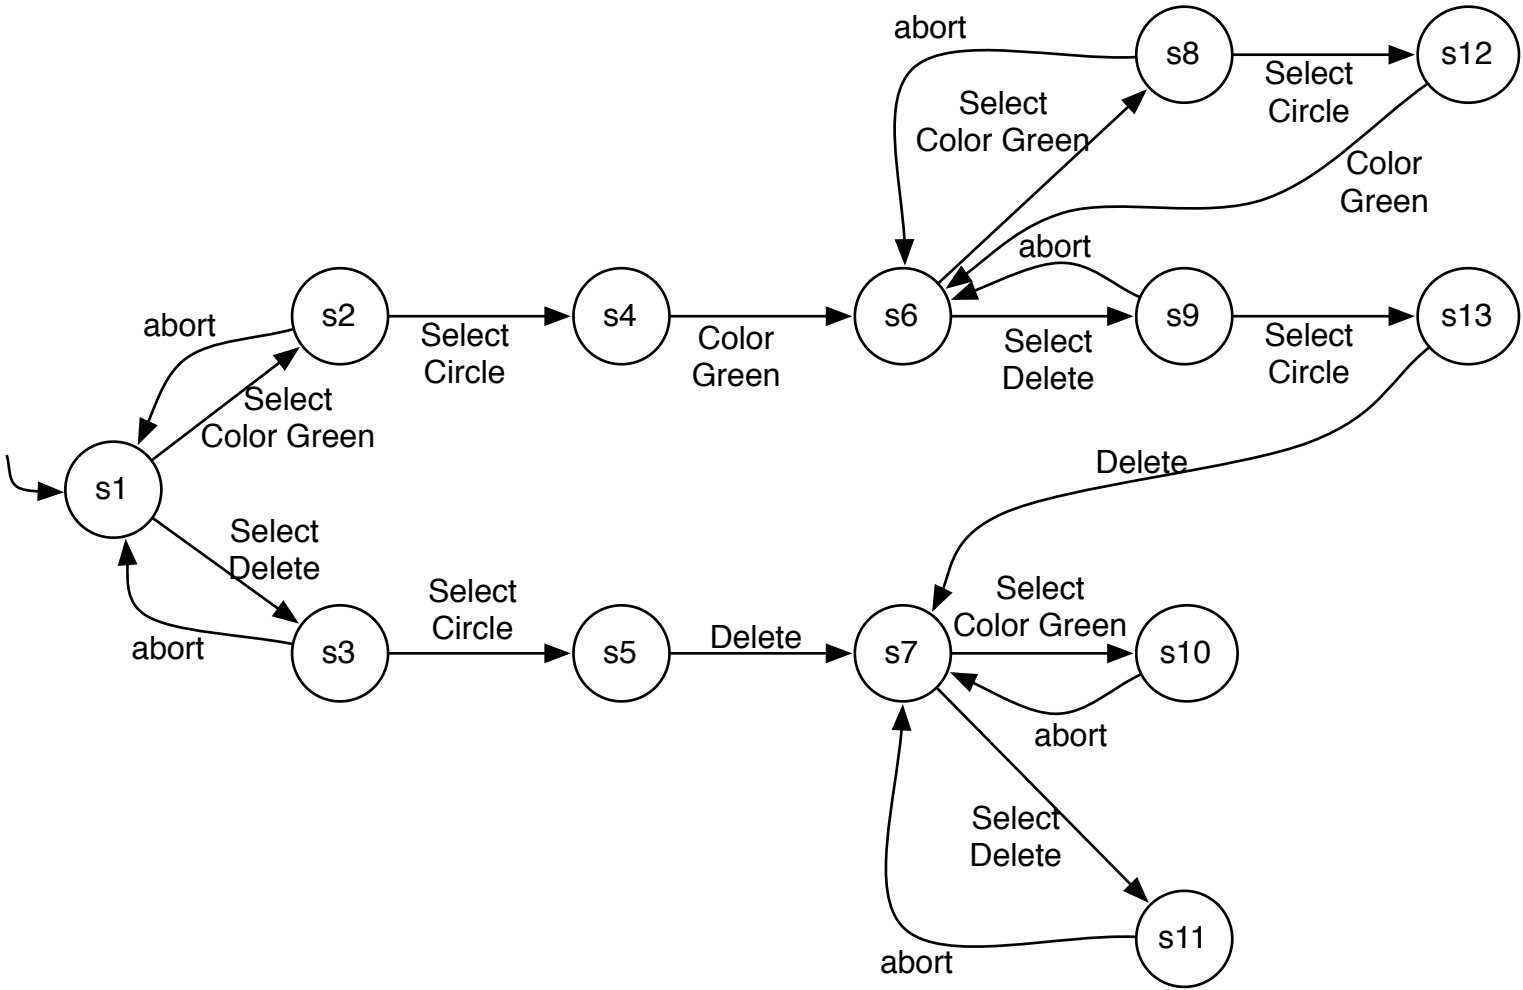 abort
s8
s12
Select
Circle
Select
Color Green
Color
Green
abort
s2
s4
s6
s9
s13
abort
Select
Circle
Color
Green
Select
Delete
Select
Circle
Select
Color Green
Delete
s1
Select
Delete
Select
Circle
Select
Color Green
abort
s3
s5
Delete
s7
s10
abort
Select
Delete
s11
abort